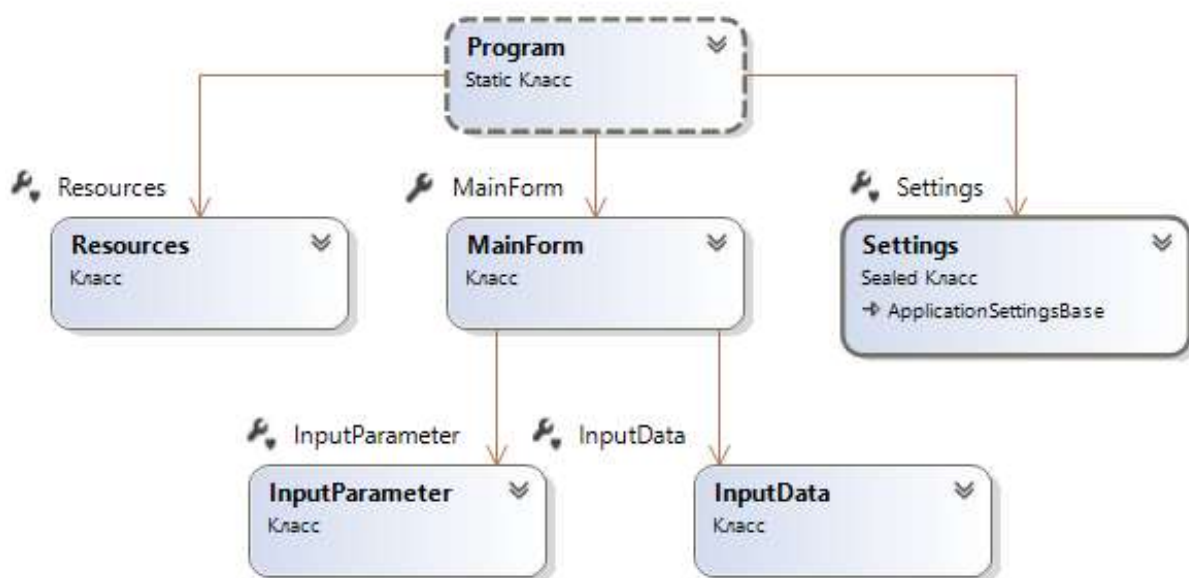 Program
Static Класс
Resources
MainForm
Settings
Resources
Класс
MainForm
Класс
Settings
Sealed Класс
ApplicationSettingsBase
InputParameter
InputData
InputParameter
Класс
InputData
Класс